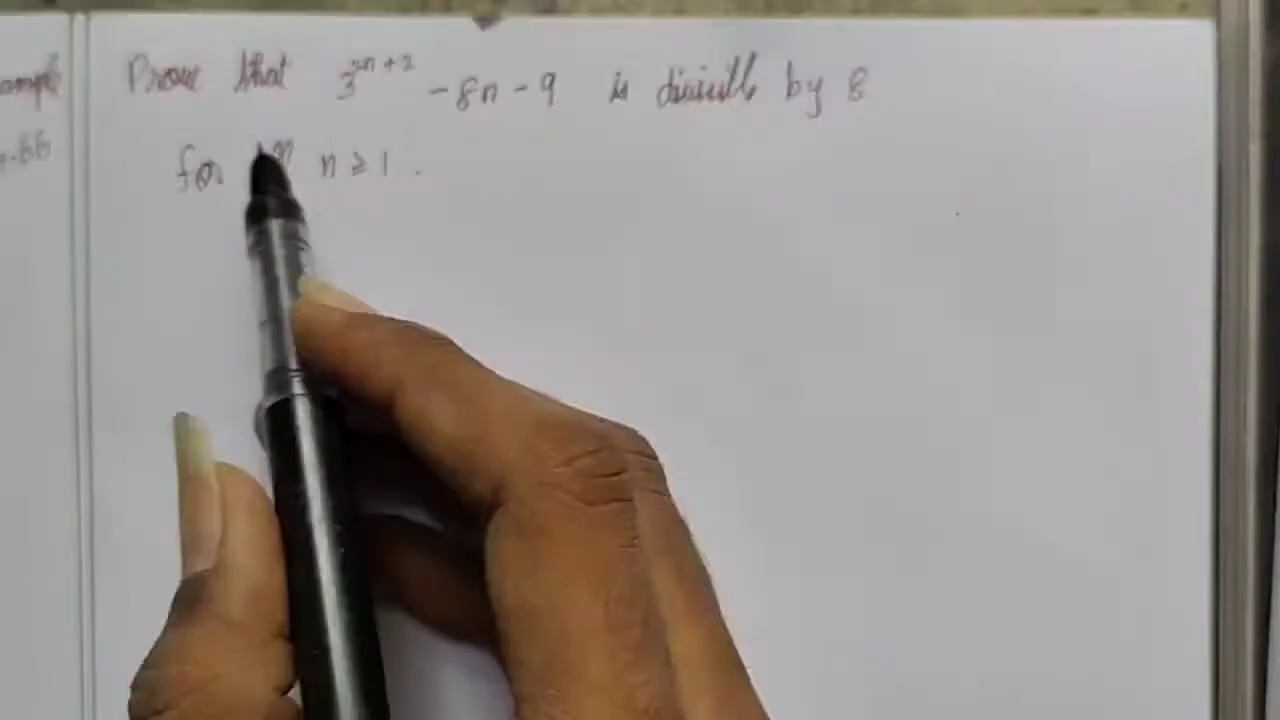 Prove that 3^{2n+2} - 8n - 9 is divisible by 8
for n ≥ 1.